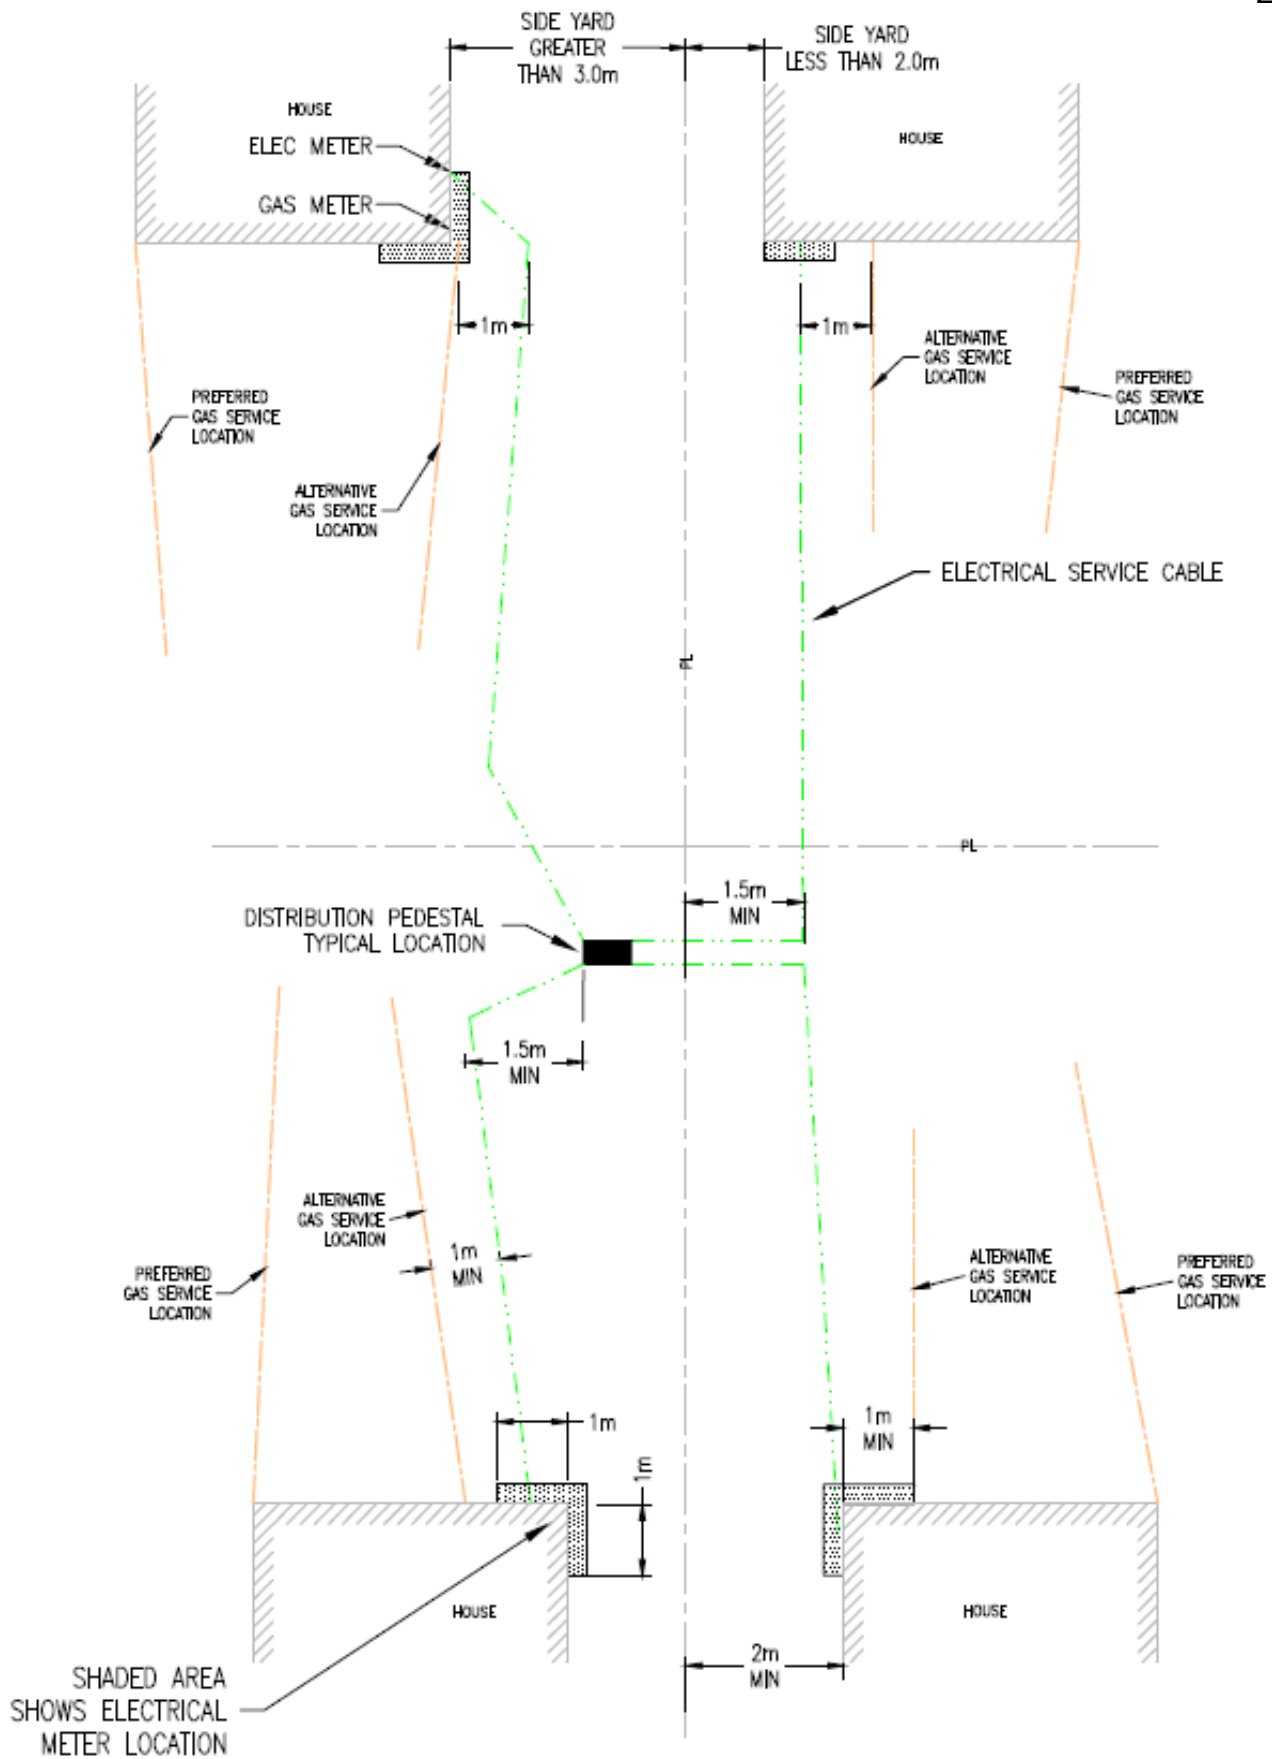 SIDE YARD
GREATER
THAN 3.0m
SIDE YARD
LESS THAN 2.0m
HOUSE
ELEC METER
GAS METER
HOUSE
1m
1m
ALTERNATIVE
GAS SERVICE
LOCATION
PREFERRED
GAS SERVICE
LOCATION
PREFERRED
GAS SERVICE
LOCATION
ALTERNATIVE
GAS SERVICE
LOCATION
ELECTRICAL SERVICE CABLE
PL
PL
1.5m
MIN
DISTRIBUTION PEDESTAL
TYPICAL LOCATION
1.5m
MIN
ALTERNATIVE
GAS SERVICE
LOCATION
1m
MIN
PREFERRED
GAS SERVICE
LOCATION
ALTERNATIVE
GAS SERVICE
LOCATION
PREFERRED
GAS SERVICE
LOCATION
1m
1m
1m
MIN
HOUSE
HOUSE
2m
MIN
SHADED AREA
SHOWS ELECTRICAL
METER LOCATION